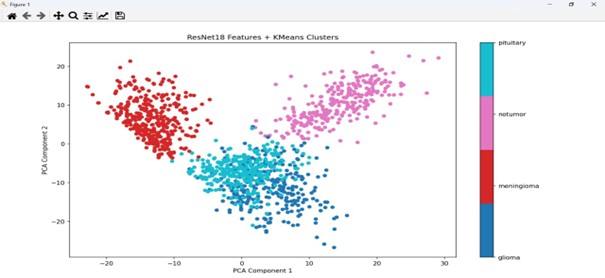 Figure 1
ResNet18 Features + KMeans Clusters
PCA Component 2
20
10
0
−10
−20
−20
−10
0
10
20
30
PCA Component 1
pituitary
notumor
meningioma
glioma